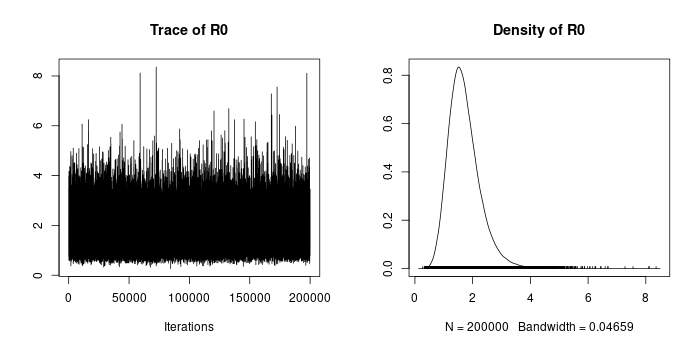 Trace of R0
8
6
4
2
0
0 50000 100000 150000 200000
Iterations
Density of R0
0.8
0.6
0.4
0.2
0.0
0 2 4 6 8
N = 200000 Bandwidth = 0.04659